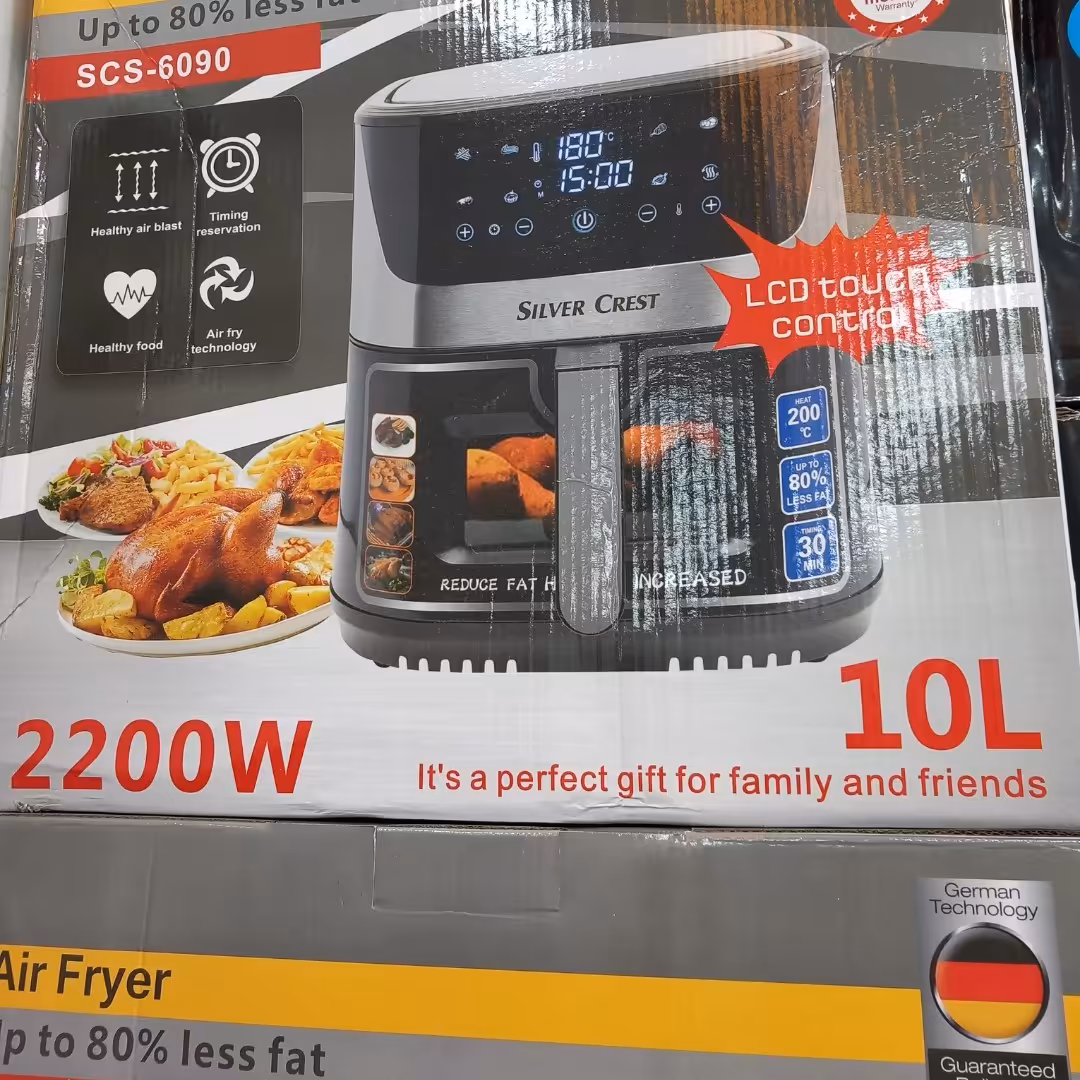 Up to 80% less fat
Warranty
SCS-6090
180°C
15:00
Healthy air blast
Timing
reservation
Healthy food
Air fry
technology
SILVER CREST
LCD touch
control
HEAT
200
°C
UP TO
80%
LESS FAT
TIMING
30
MIN
REDUCE FAT H
INCREASED
2200W
10L
It's a perfect gift for family and friends
German
Technology
Air Fryer
Up to 80% less fat
Guaranteed